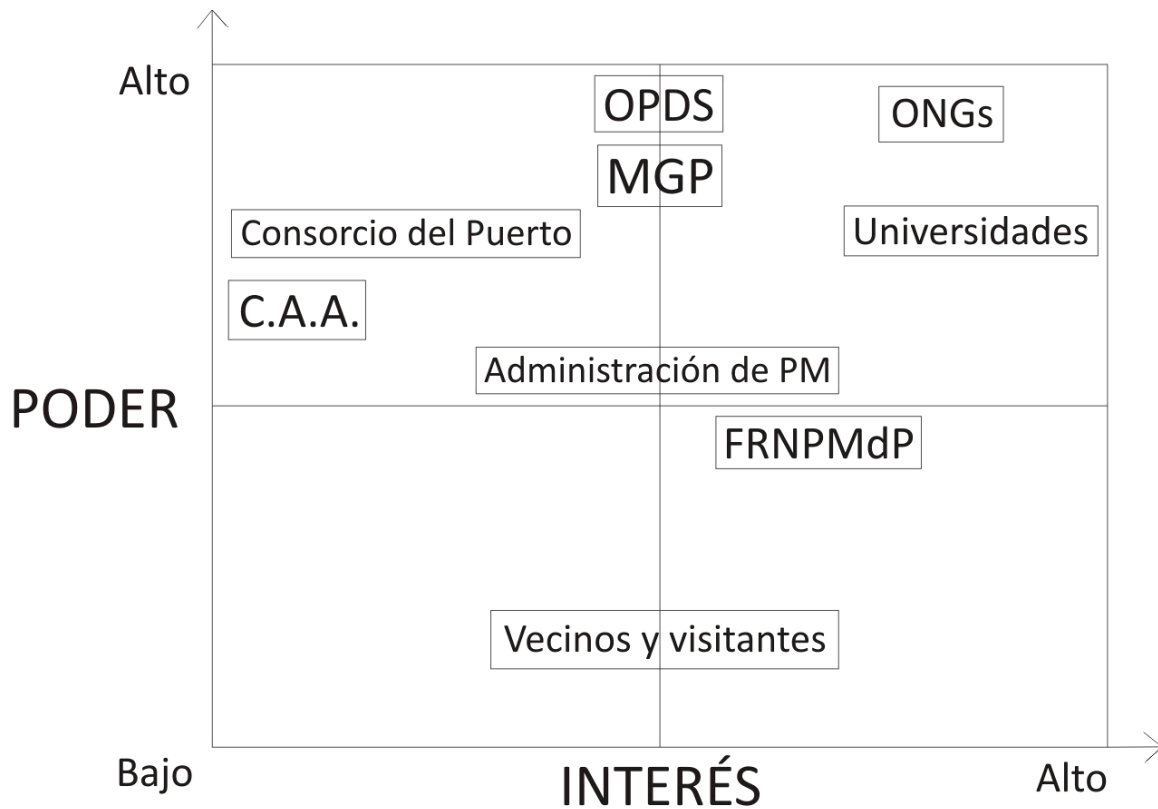 Alto
OPDS
ONGs
MGP
Consorcio del Puerto
Universidades
C.A.A.
Administración de PM
PODER
FRNPMdP
Vecinos y visitantes
Bajo
INTERÉS
Alto